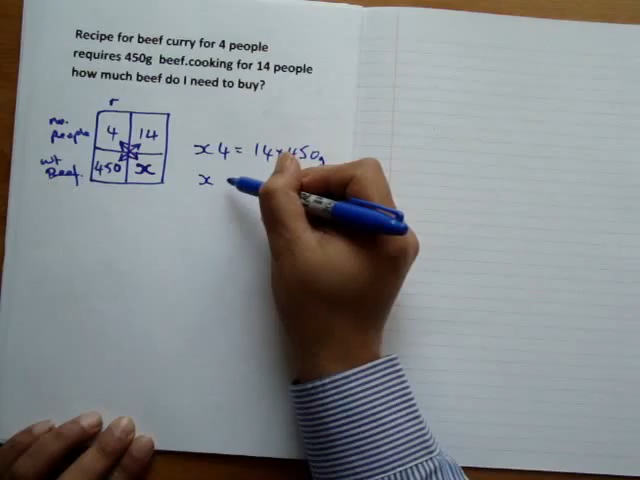 Recipe for beef curry for 4 people
requires 450g beef.cooking for 14 people
how much beef do I need to buy?
r
no. people 4 14
wt Beef. 450 x
x 4 = 14 × 450g
x